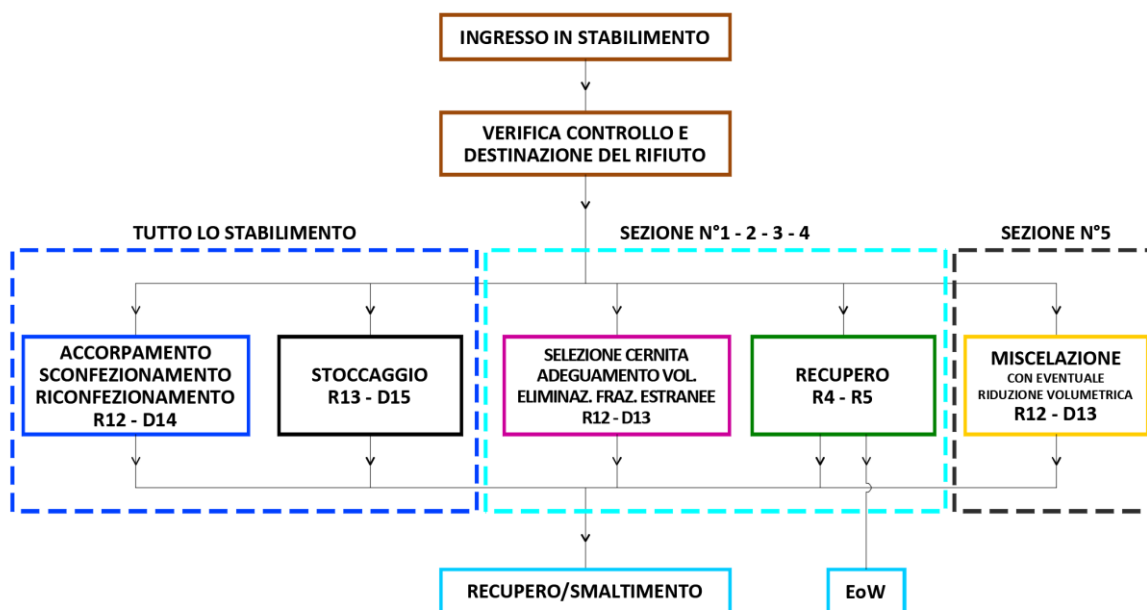 INGRESSO IN STABILIMENTO
VERIFICA CONTROLLO E
DESTINAZIONE DEL RIFIUTO
TUTTO LO STABILIMENTO
SEZIONE N°1 - 2 - 3 - 4
SEZIONE N°5
ACCORPAMENTO
SCONFEZIONAMENTO
RICONFEZIONAMENTO
R12 - D14
STOCCAGGIO
R13 - D15
SELEZIONE CERNITA
ADEGUAMENTO VOL.
ELIMINAZ. FRAZ. ESTRANEE
R12 - D13
RECUPERO
R4 - R5
MISCELAZIONE
CON EVENTUALE
RIDUZIONE VOLUMETRICA
R12 - D13
RECUPERO/SMALTIMENTO
EoW